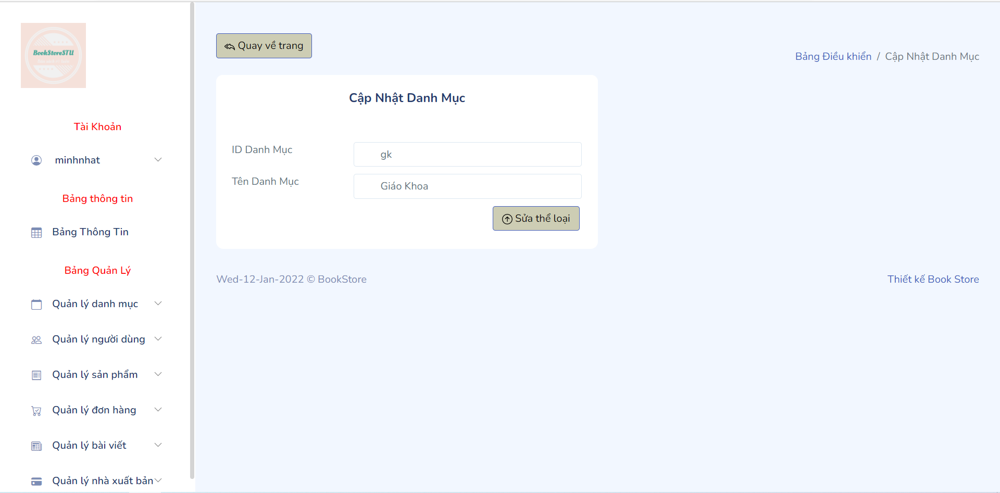 BookStoreSTU
Tài Khoản
minhnhat
Bảng thông tin
Bảng Thông Tin
Bảng Quản Lý
Quản lý danh mục
Quản lý người dùng
Quản lý sản phẩm
Quản lý đơn hàng
Quản lý bài viết
Quản lý nhà xuất bản
Quay về trang
Bảng Điều khiển / Cập Nhật Danh Mục
Cập Nhật Danh Mục
ID Danh Mục
gk
Tên Danh Mục
Giáo Khoa
Sửa thể loại
Wed-12-Jan-2022 © BookStore
Thiết kế Book Store